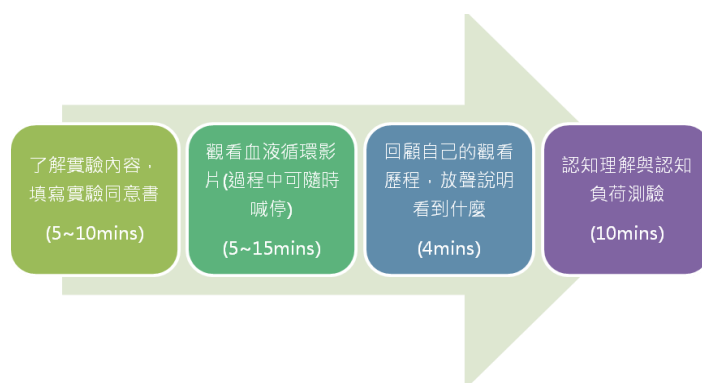 了解實驗內容，
填寫實驗同意書
(5~10mins)
觀看血液循環影
片(過程中可隨時
喊停)
(5~15mins)
回顧自己的觀看
歷程，放聲說明
看到什麼
(4mins)
認知理解與認知
負荷測驗
(10mins)